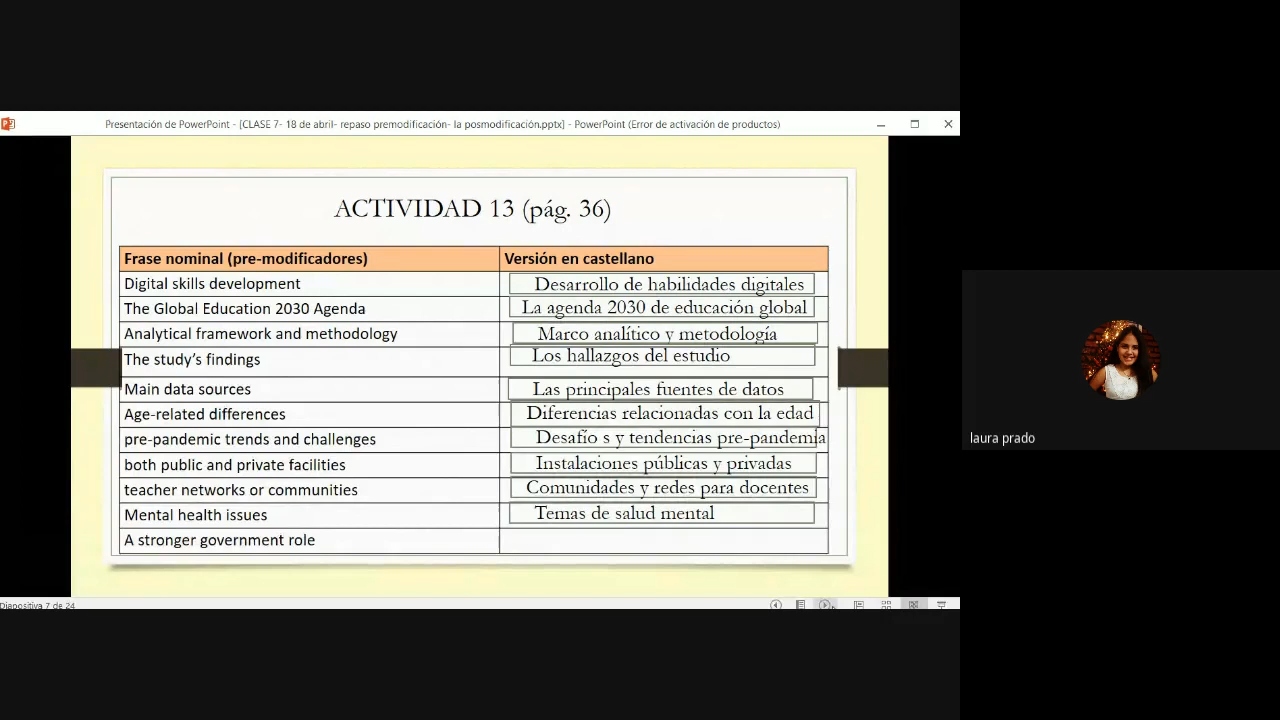 Presentación de PowerPoint - [CLASE 7- 18 de abril- repaso premodificación- la posmodificación.pptx] - PowerPoint (Error de activación de productos)
ACTIVIDAD 13 (pág. 36)
Frase nominal (pre-modificadores) Versión en castellano
Digital skills development Desarrollo de habilidades digitales
The Global Education 2030 Agenda La agenda 2030 de educación global
Analytical framework and methodology Marco analítico y metodología
The study's findings Los hallazgos del estudio
Main data sources Las principales fuentes de datos
Age-related differences Diferencias relacionadas con la edad
pre-pandemic trends and challenges Desafío s y tendencias pre-pandemia
both public and private facilities Instalaciones públicas y privadas
teacher networks or communities Comunidades y redes para docentes
Mental health issues Temas de salud mental
A stronger government role
laura prado
Diapositiva 7 de 24